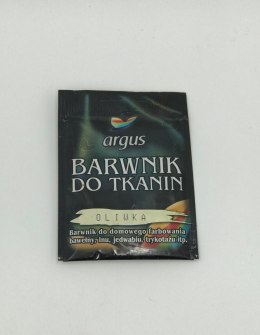 argus
BARWNIK
DO TKANIN
OLIWKA
Barwnik do domowego farbowania
bawełny, lnu, jedwabiu, trykotażu itp.